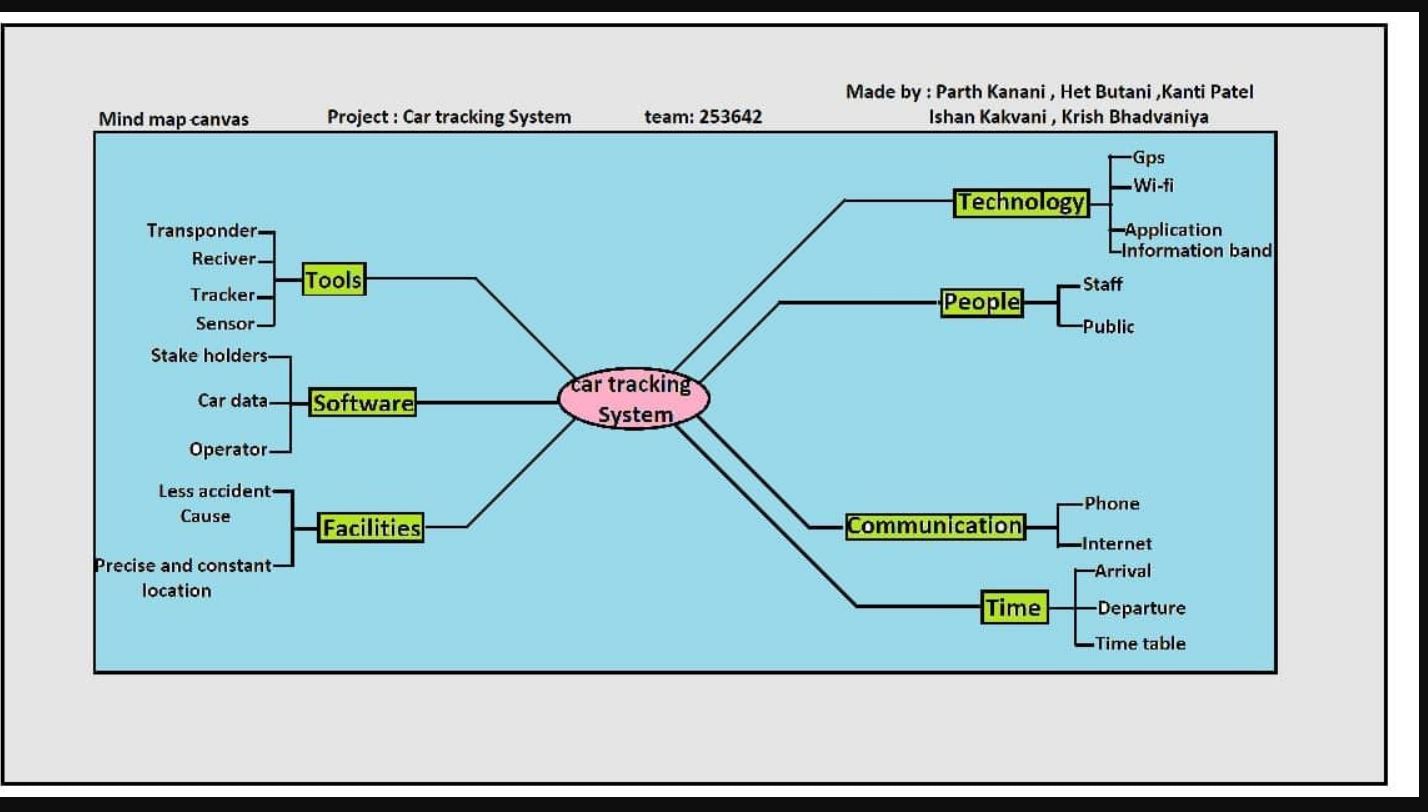 Made by : Parth Kanani , Het Butani ,Kanti Patel
Mind map canvas Project : Car tracking System team: 253642 Ishan Kakvani , Krish Bhadvaniya
Transponder
Reciver
Tracker
Sensor
Tools
Stake holders
Car data
Operator
Software
Less accident
Cause
Precise and constant
location
Facilities
car tracking
System
Technology
Gps
Wi-fi
Application
Information band
People
Staff
Public
Communication
Phone
Internet
Time
Arrival
Departure
Time table